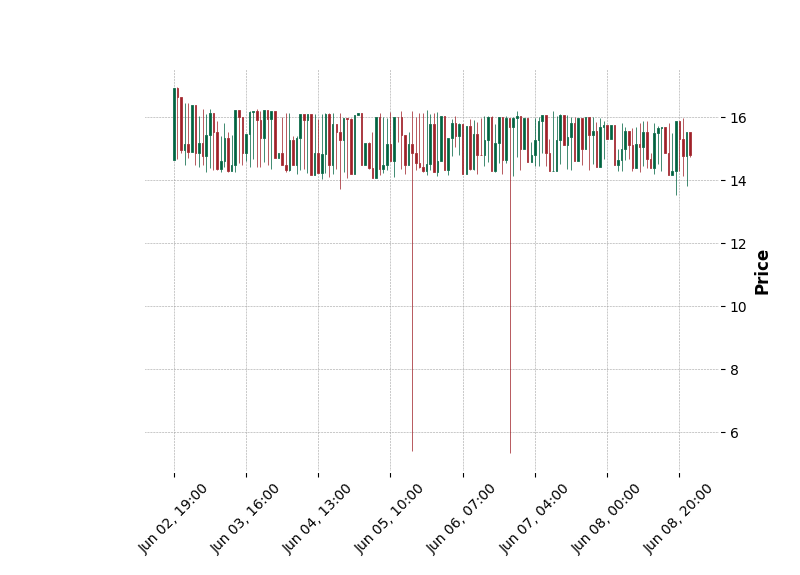 16
14
12
10
8
6
Price
Jun 02, 19:00
Jun 03, 16:00
Jun 04, 13:00
Jun 05, 10:00
Jun 06, 07:00
Jun 07, 04:00
Jun 08, 00:00
Jun 08, 20:00